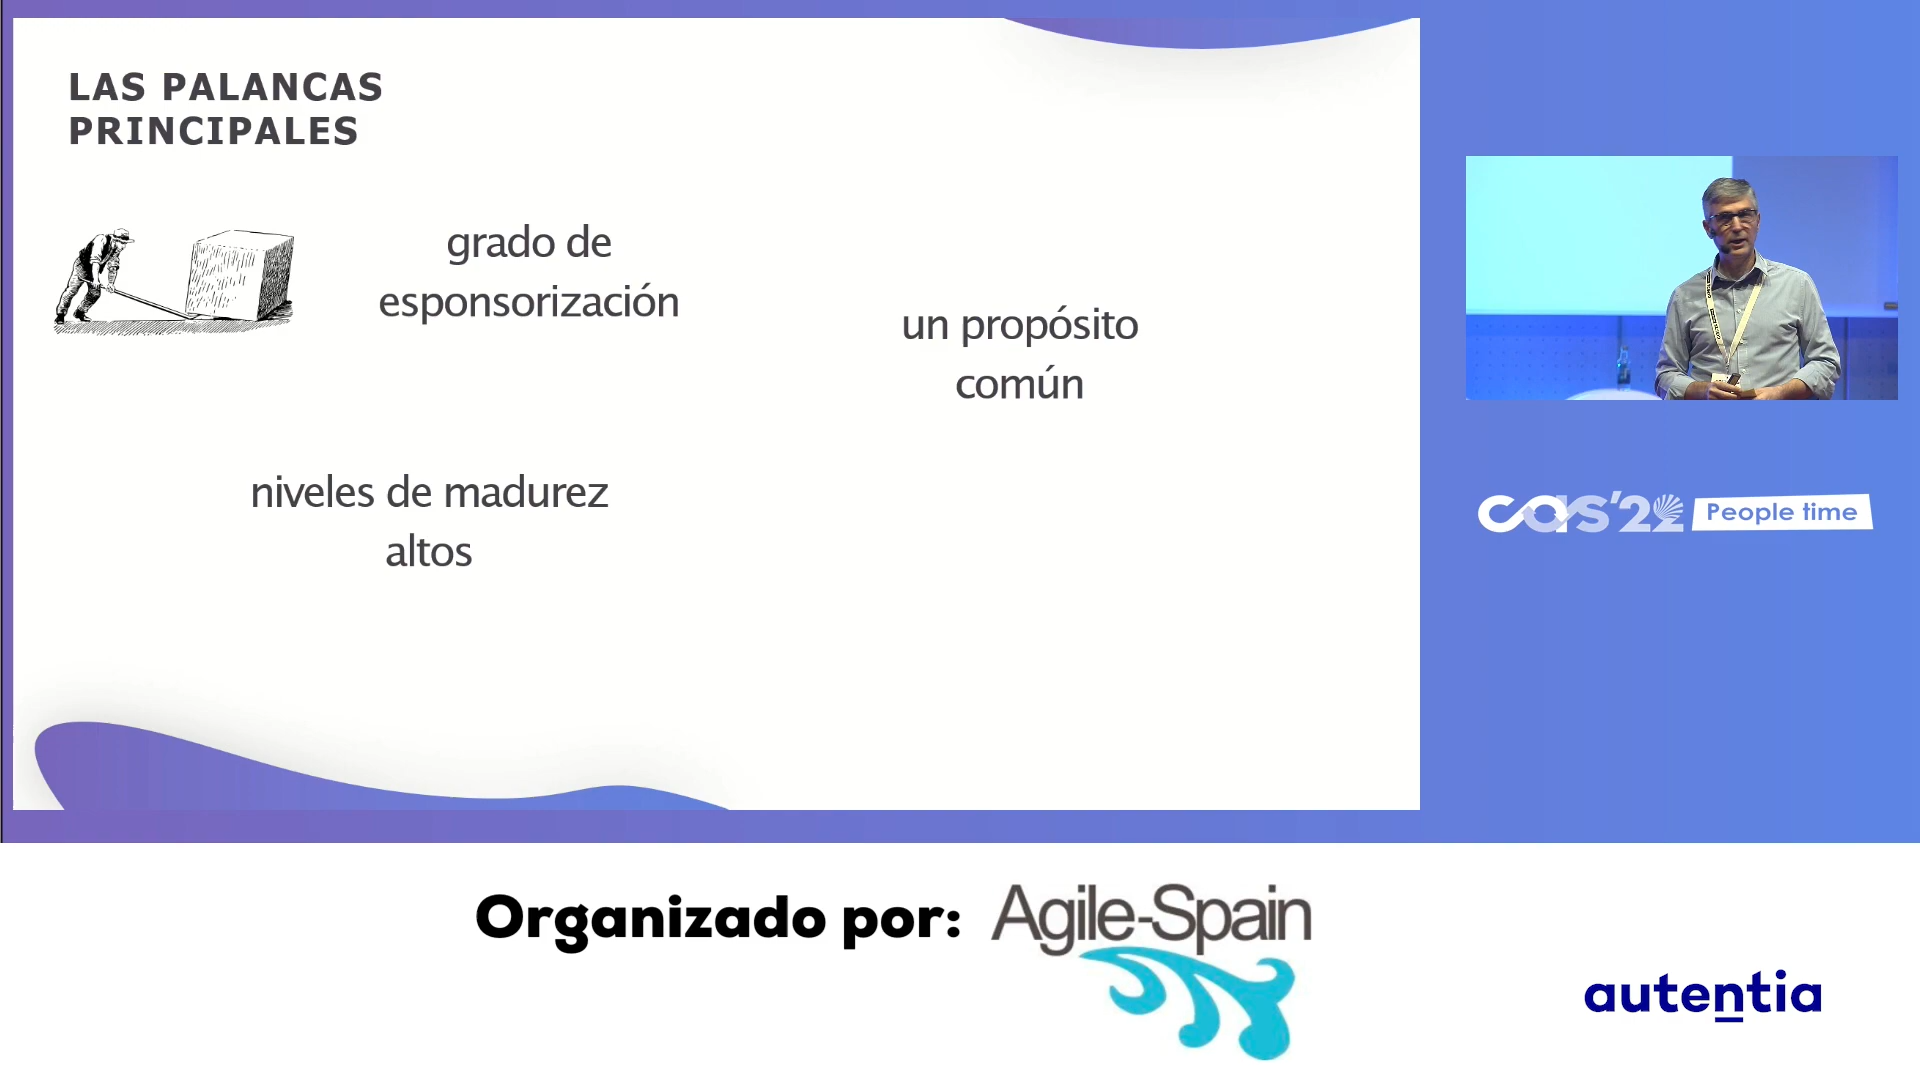 LAS PALANCAS
PRINCIPALES
grado de
esponsorización
un propósito
común
niveles de madurez
altos
cas'22
People time
Organizado por:
Agile-Spain
autentia